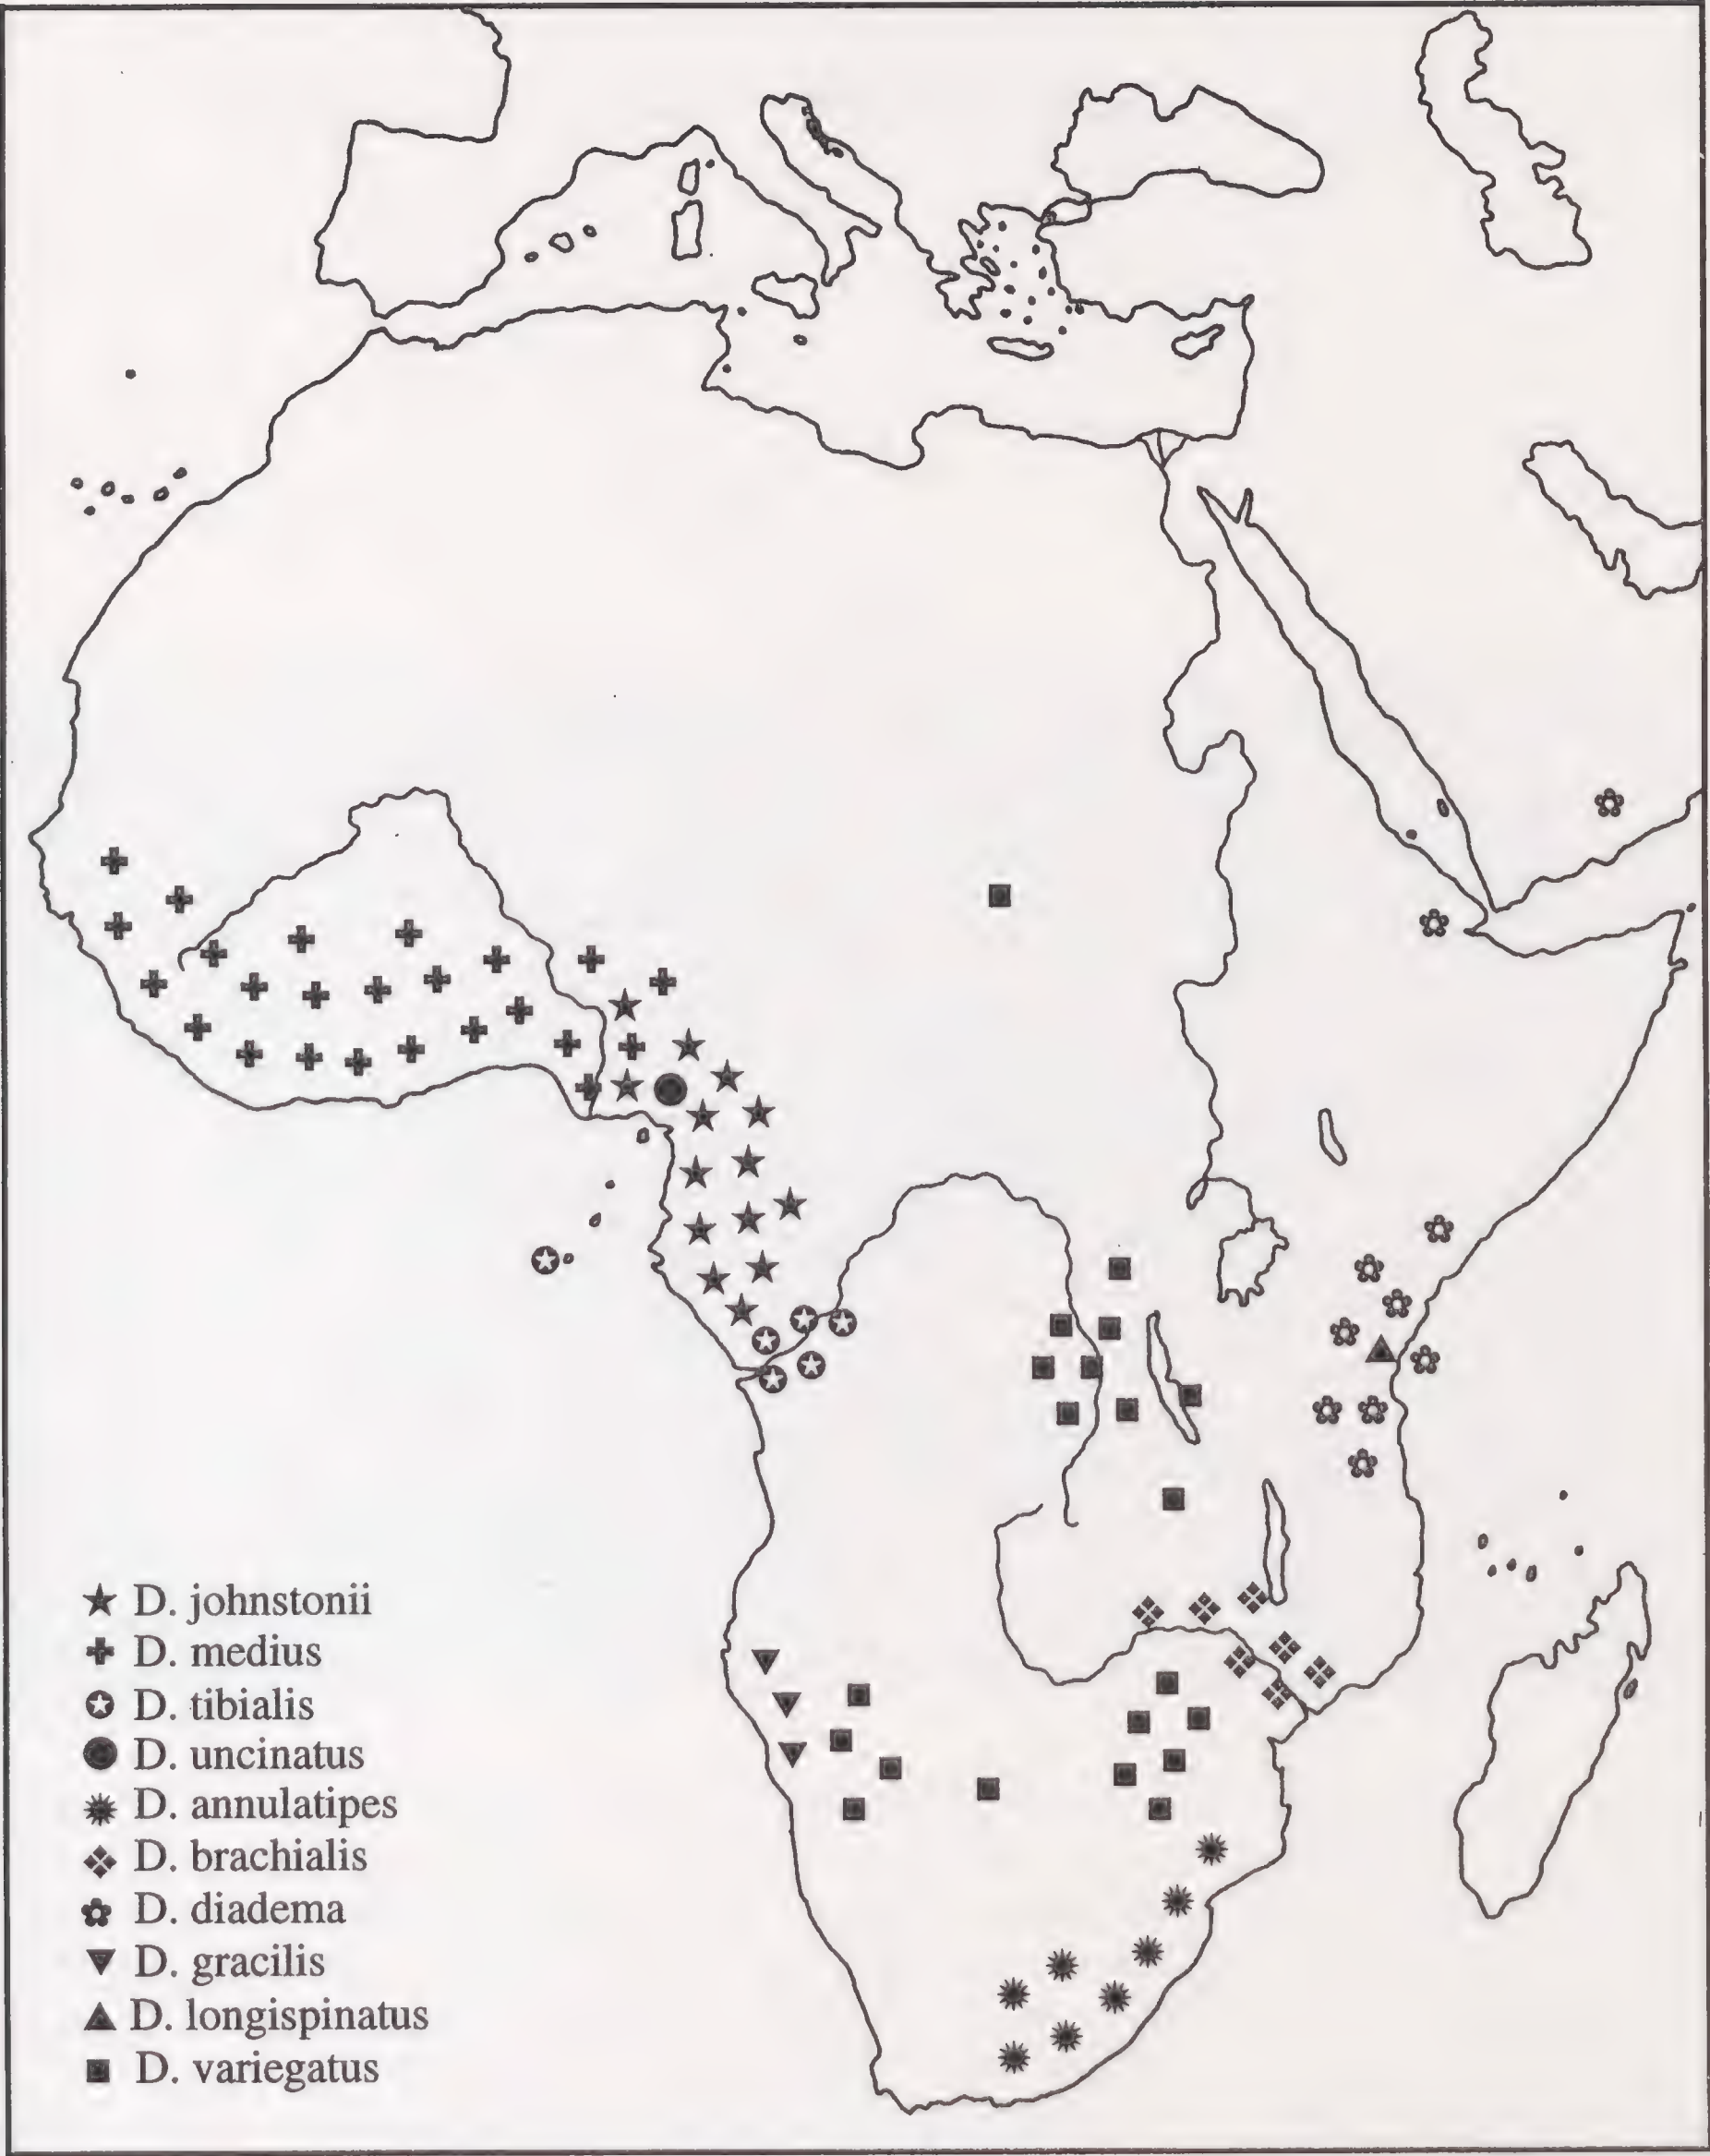 D. johnstonii
D. medius
D. tibialis
D. uncinatus
D. annulatipes
D. brachialis
D. diadema
D. gracilis
D. longispinatus
D. variegatus